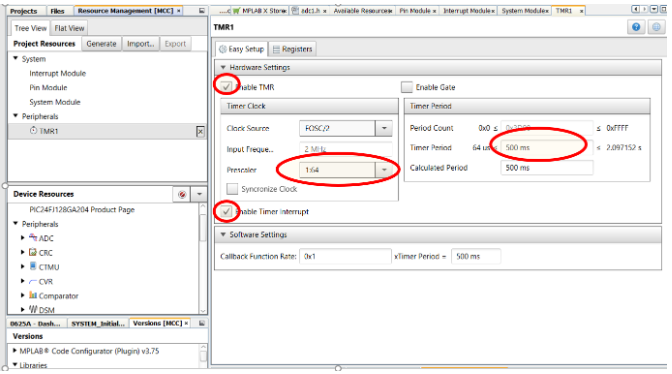 Projects Files Resource Management [MCC] ×
Tree View Flat View
Project Resources Generate Import... Export
System
Interrupt Module
Pin Module
System Module
Peripherals
TMR1
Device Resources
PIC24FJ128GA204 Product Page
Peripherals
ADC
CRC
CTMU
CVR
Comparator
DSM
0625A - Dash... SYSTEM_Initial... Versions [MCC] ×
Versions
MPLAB® Code Configurator (Plugin) v3.75
Libraries
MPLAB X Store adc1.h × Available Resources× Pin Module × Interrupt Module× System Module× TMR1 ×
TMR1
Easy Setup Registers
Hardware Settings
Enable TMR Enable Gate
Timer Clock
Clock Source FOSC/2
Input Freque... 2 MHz
Prescaler 1:64
Syncronize Clock
Enable Timer Interrupt
Timer Period
Period Count 0x0 ≤ ≤ 0xFFFF
Timer Period 64 us ≤ 500 ms ≤ 2.097152 s
Calculated Period 500 ms
Software Settings
Callback Function Rate: 0x1 xTimer Period = 500 ms